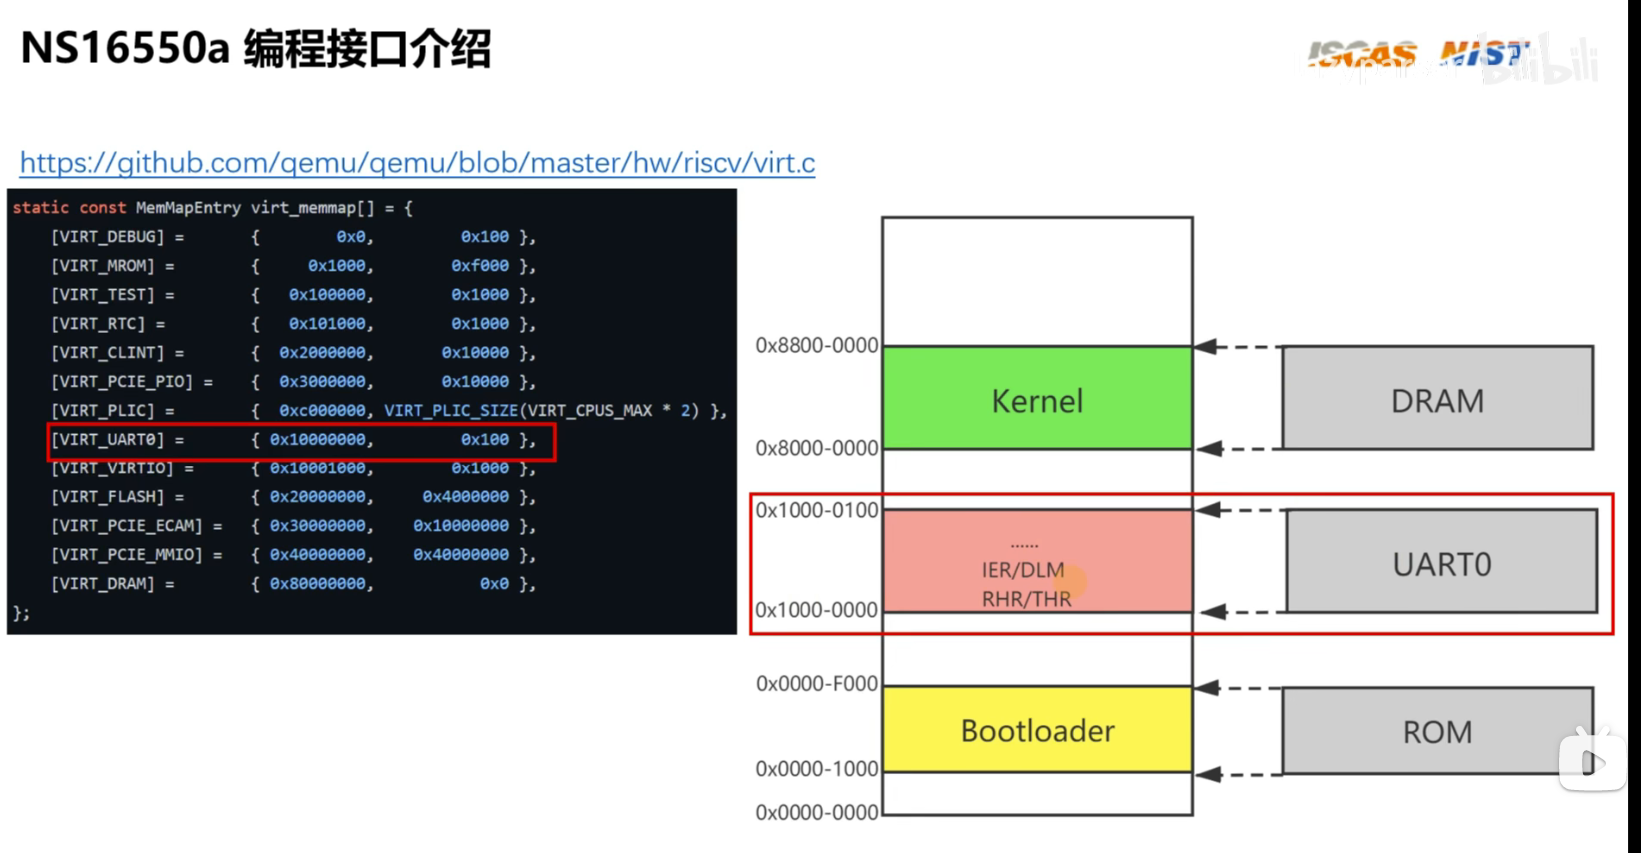 NS16550a 编程接口介绍
ISCAS NIST
bilibili
https://github.com/qemu/qemu/blob/master/hw/riscv/virt.c
static const MemMapEntry virt_memmap[] = {
[VIRT_DEBUG] = { 0x0, 0x100 },
[VIRT_MROM] = { 0x1000, 0xf000 },
[VIRT_TEST] = { 0x100000, 0x1000 },
[VIRT_RTC] = { 0x101000, 0x1000 },
[VIRT_CLINT] = { 0x2000000, 0x10000 },
[VIRT_PCIE_PIO] = { 0x3000000, 0x10000 },
[VIRT_PLIC] = { 0xc000000, VIRT_PLIC_SIZE(VIRT_CPUS_MAX * 2) },
[VIRT_UART0] = { 0x10000000, 0x100 },
[VIRT_VIRTIO] = { 0x10001000, 0x1000 },
[VIRT_FLASH] = { 0x20000000, 0x4000000 },
[VIRT_PCIE_ECAM] = { 0x30000000, 0x10000000 },
[VIRT_PCIE_MMIO] = { 0x40000000, 0x40000000 },
[VIRT_DRAM] = { 0x80000000, 0x0 },
};
0x8800-0000
Kernel
DRAM
0x8000-0000
0x1000-0100
......
IER/DLM
RHR/THR
UART0
0x1000-0000
0x0000-F000
Bootloader
ROM
0x0000-1000
0x0000-0000